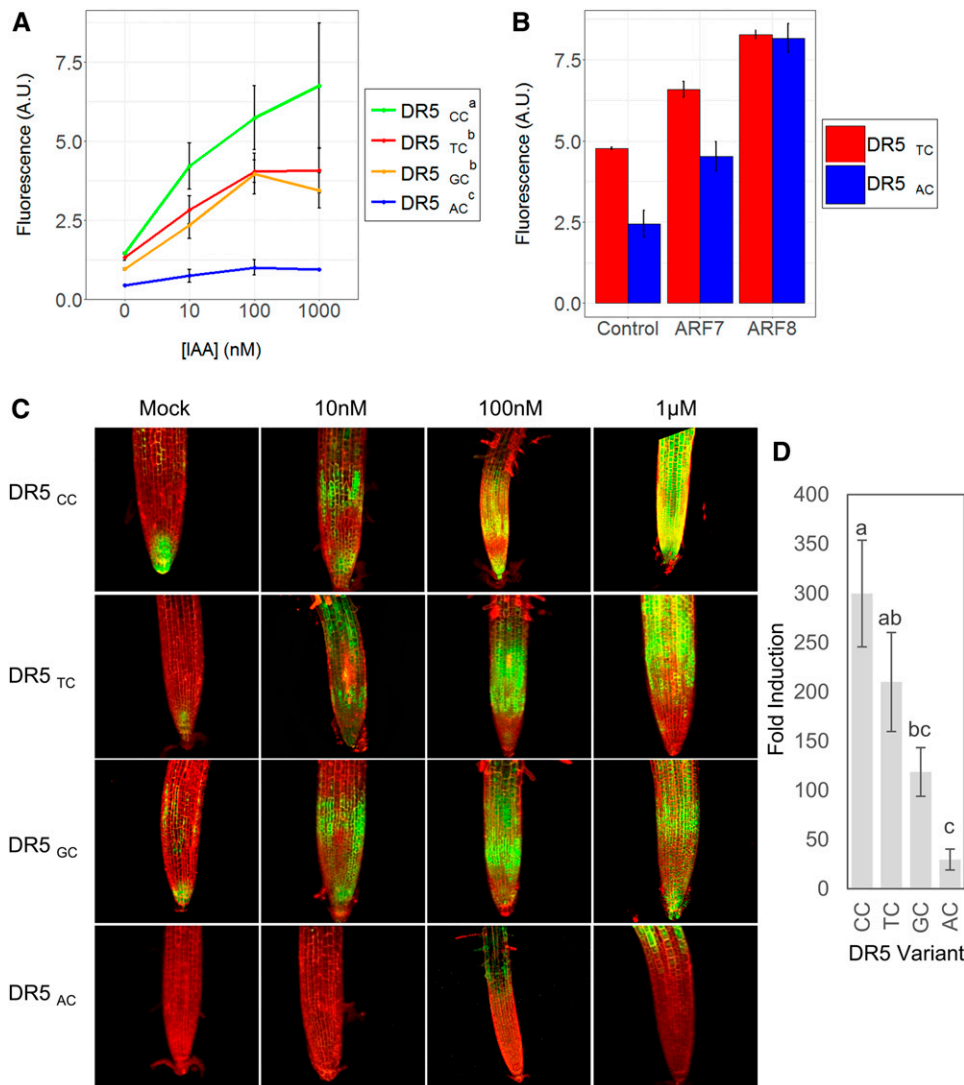 A
Fluorescence (A.U.)
7.5
5.0
2.5
0.0
0 10 100 1000
[IAA] (nM)
DR5 CC a
DR5 TC b
DR5 GC b
DR5 AC c
B
Fluorescence (A.U.)
7.5
5.0
2.5
0.0
Control ARF7 ARF8
DR5 TC
DR5 AC
C
Mock 10nM 100nM 1µM
DR5 CC
DR5 TC
DR5 GC
DR5 AC
D
Fold Induction
400
350
300
250
200
150
100
50
0
a
ab
bc
c
CC TC GC AC
DR5 Variant